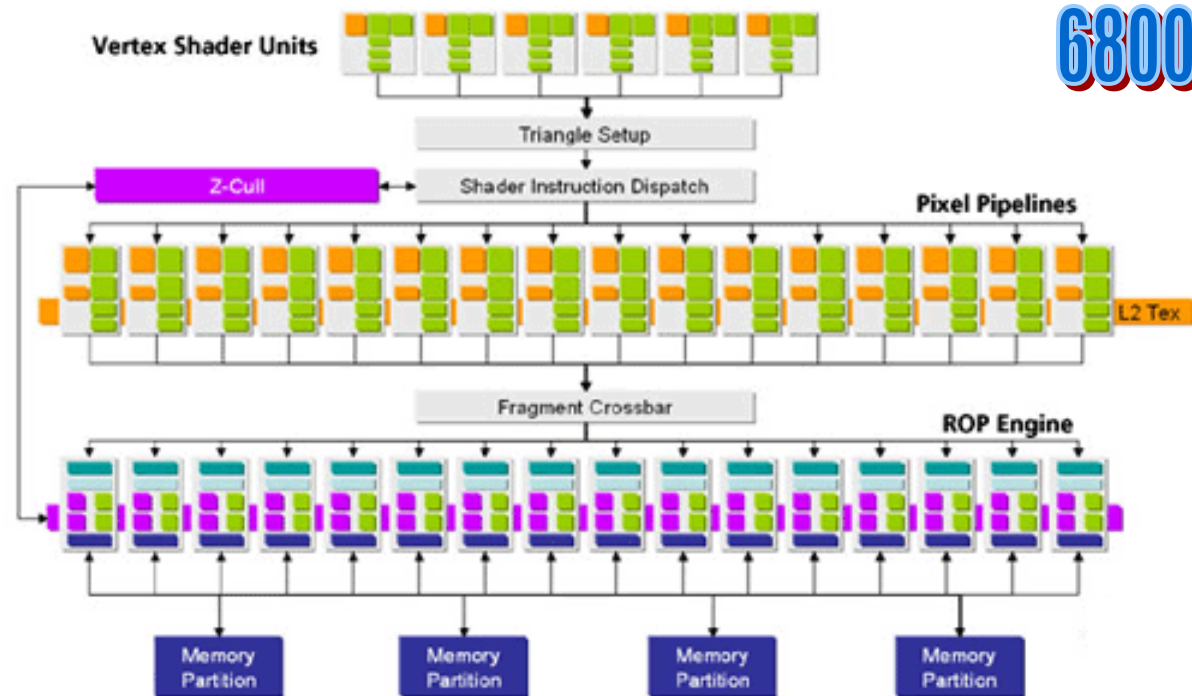 6800
Vertex Shader Units
Triangle Setup
Z-Cull
Shader Instruction Dispatch
Pixel Pipelines
L2 Tex
Fragment Crossbar
ROP Engine
Memory
Partition
Memory
Partition
Memory
Partition
Memory
Partition